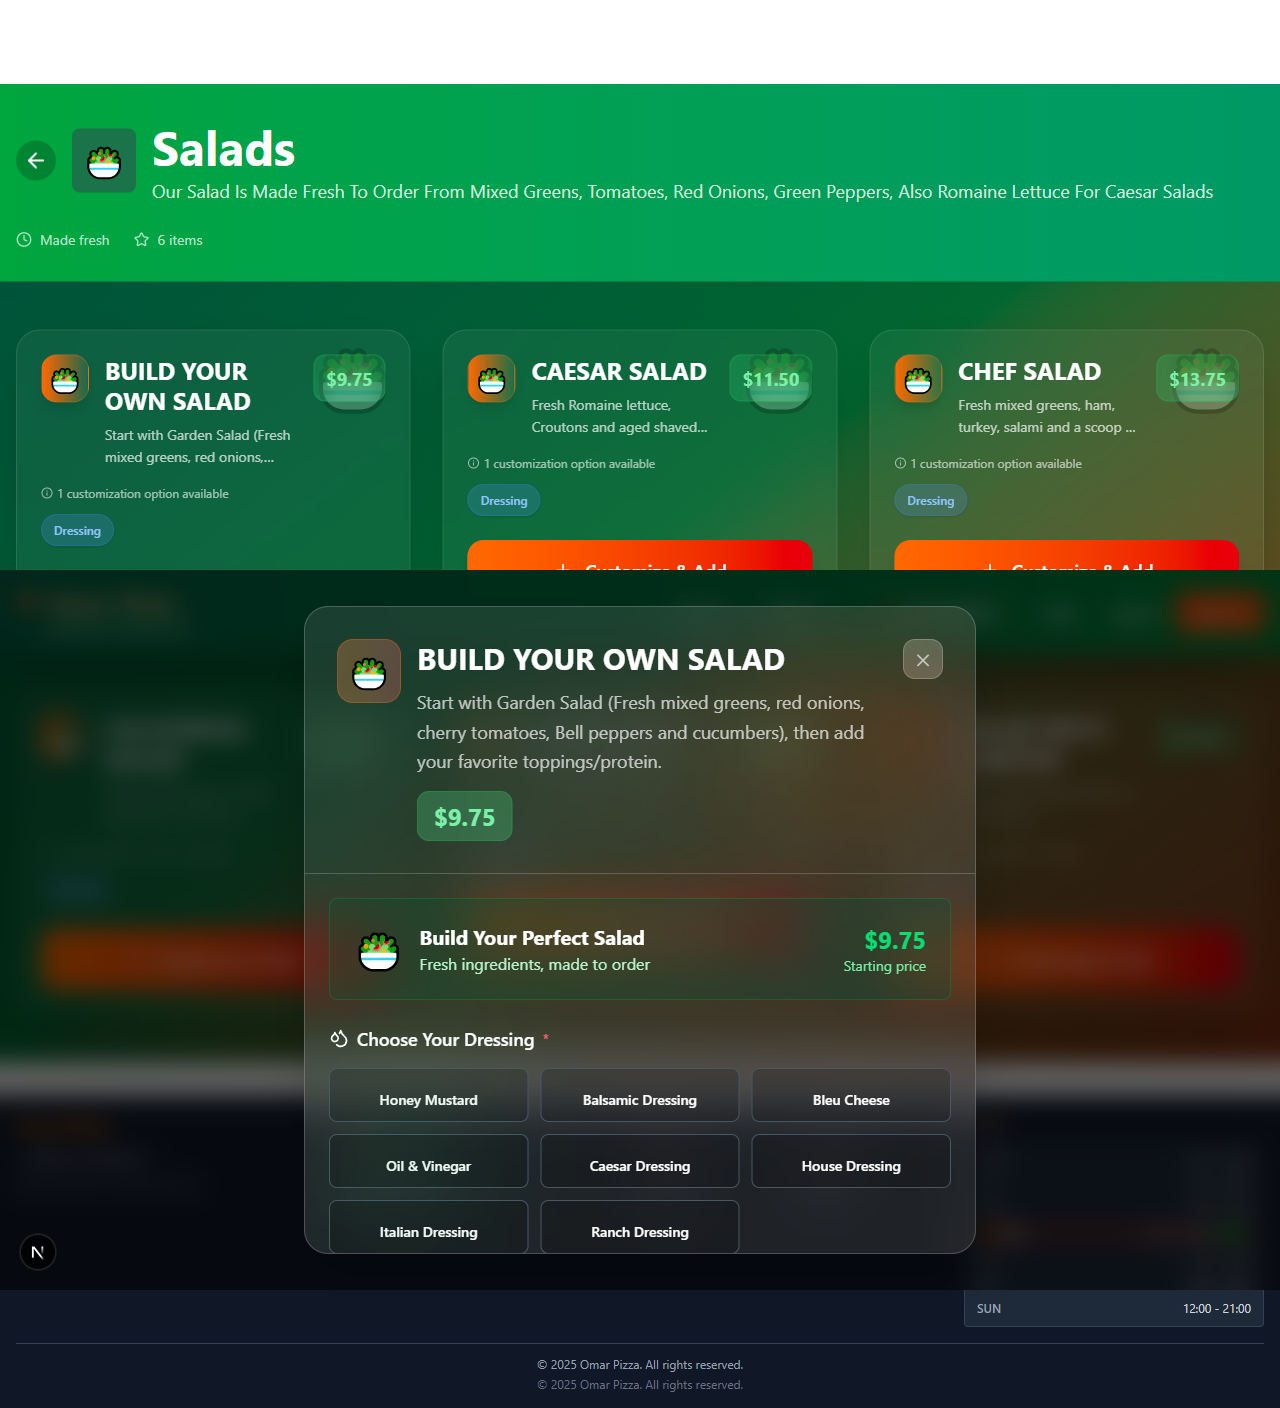 Salads
Our Salad Is Made Fresh To Order From Mixed Greens, Tomatoes, Red Onions, Green Peppers, Also Romaine Lettuce For Caesar Salads
Made fresh
6 items
BUILD YOUR
OWN SALAD
$9.75
Start with Garden Salad (Fresh
mixed greens, red onions,...
1 customization option available
Dressing
CAESAR SALAD
$11.50
Fresh Romaine lettuce,
Croutons and aged shaved...
1 customization option available
Dressing
Customize & Add
CHEF SALAD
$13.75
Fresh mixed greens, ham,
turkey, salami and a scoop ...
1 customization option available
Dressing
Customize & Add
BUILD YOUR OWN SALAD
Start with Garden Salad (Fresh mixed greens, red onions,
cherry tomatoes, Bell peppers and cucumbers), then add
your favorite toppings/protein.
$9.75
Build Your Perfect Salad
Fresh ingredients, made to order
$9.75
Starting price
Choose Your Dressing *
Honey Mustard
Balsamic Dressing
Bleu Cheese
Oil & Vinegar
Caesar Dressing
House Dressing
Italian Dressing
Ranch Dressing
N
SUN 12:00 - 21:00
© 2025 Omar Pizza. All rights reserved.
© 2025 Omar Pizza. All rights reserved.